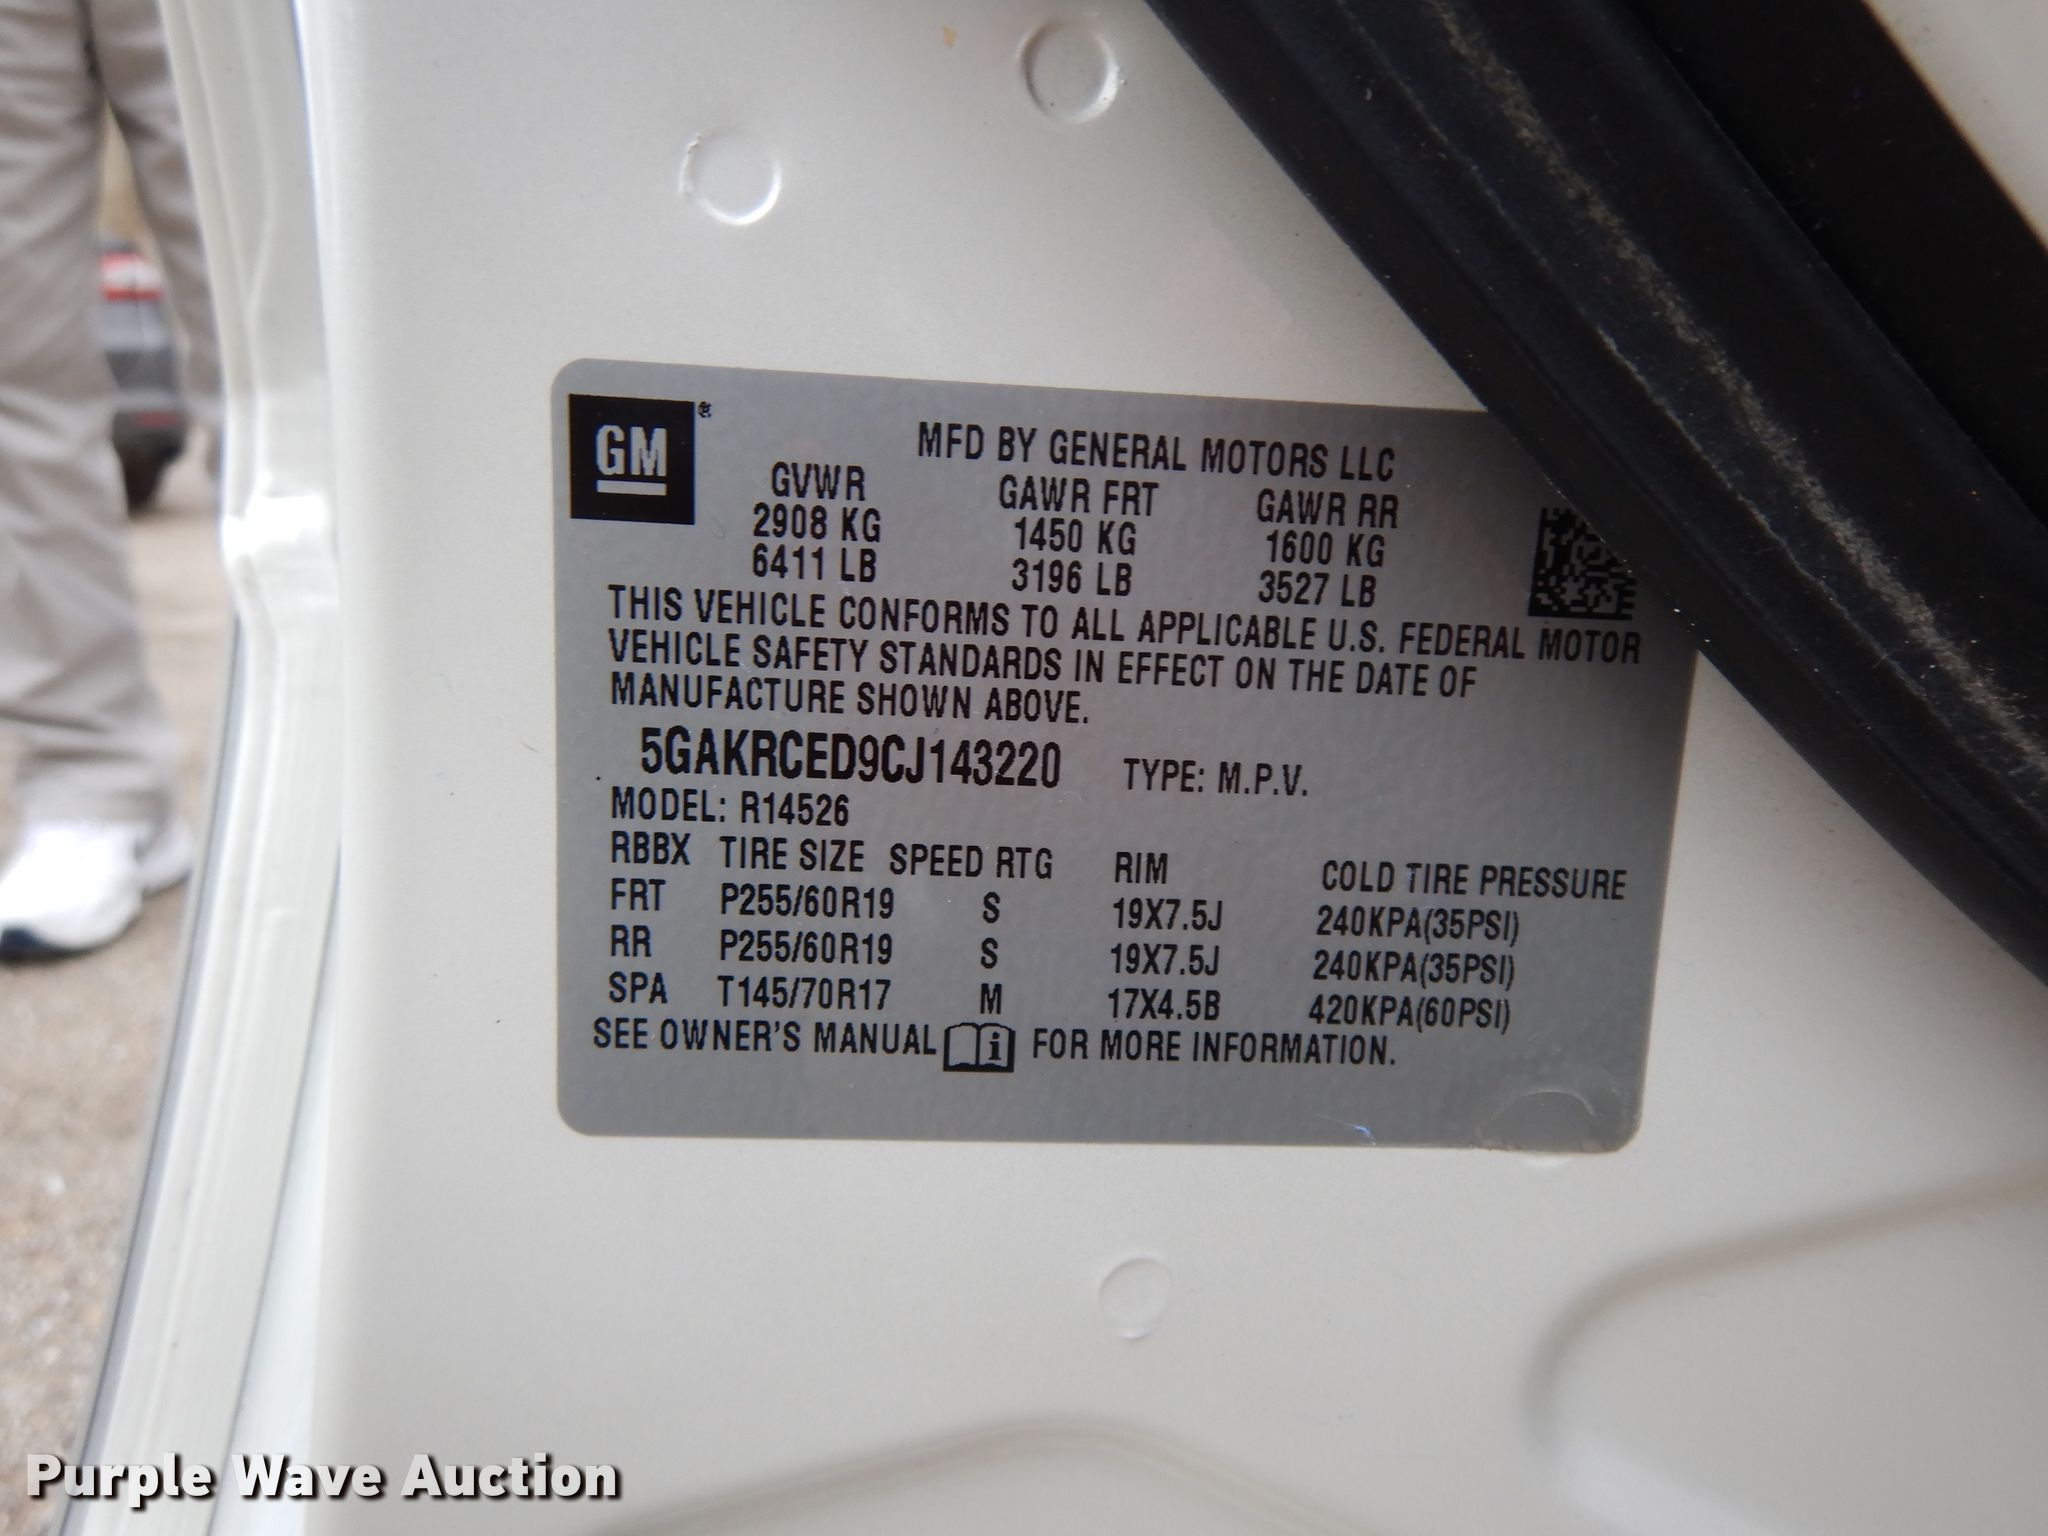 GM ®
MFD BY GENERAL MOTORS LLC
GVWR GAWR FRT GAWR RR
2908 KG 1450 KG 1600 KG
6411 LB 3196 LB 3527 LB
THIS VEHICLE CONFORMS TO ALL APPLICABLE U.S. FEDERAL MOTOR
VEHICLE SAFETY STANDARDS IN EFFECT ON THE DATE OF
MANUFACTURE SHOWN ABOVE.
5GAKRCED9CJ143220 TYPE: M.P.V.
MODEL: R14526
RBBX TIRE SIZE SPEED RTG RIM COLD TIRE PRESSURE
FRT P255/60R19 S 19X7.5J 240KPA(35PSI)
RR P255/60R19 S 19X7.5J 240KPA(35PSI)
SPA T145/70R17 M 17X4.5B 420KPA(60PSI)
SEE OWNER'S MANUAL i FOR MORE INFORMATION.
Purple Wave Auction